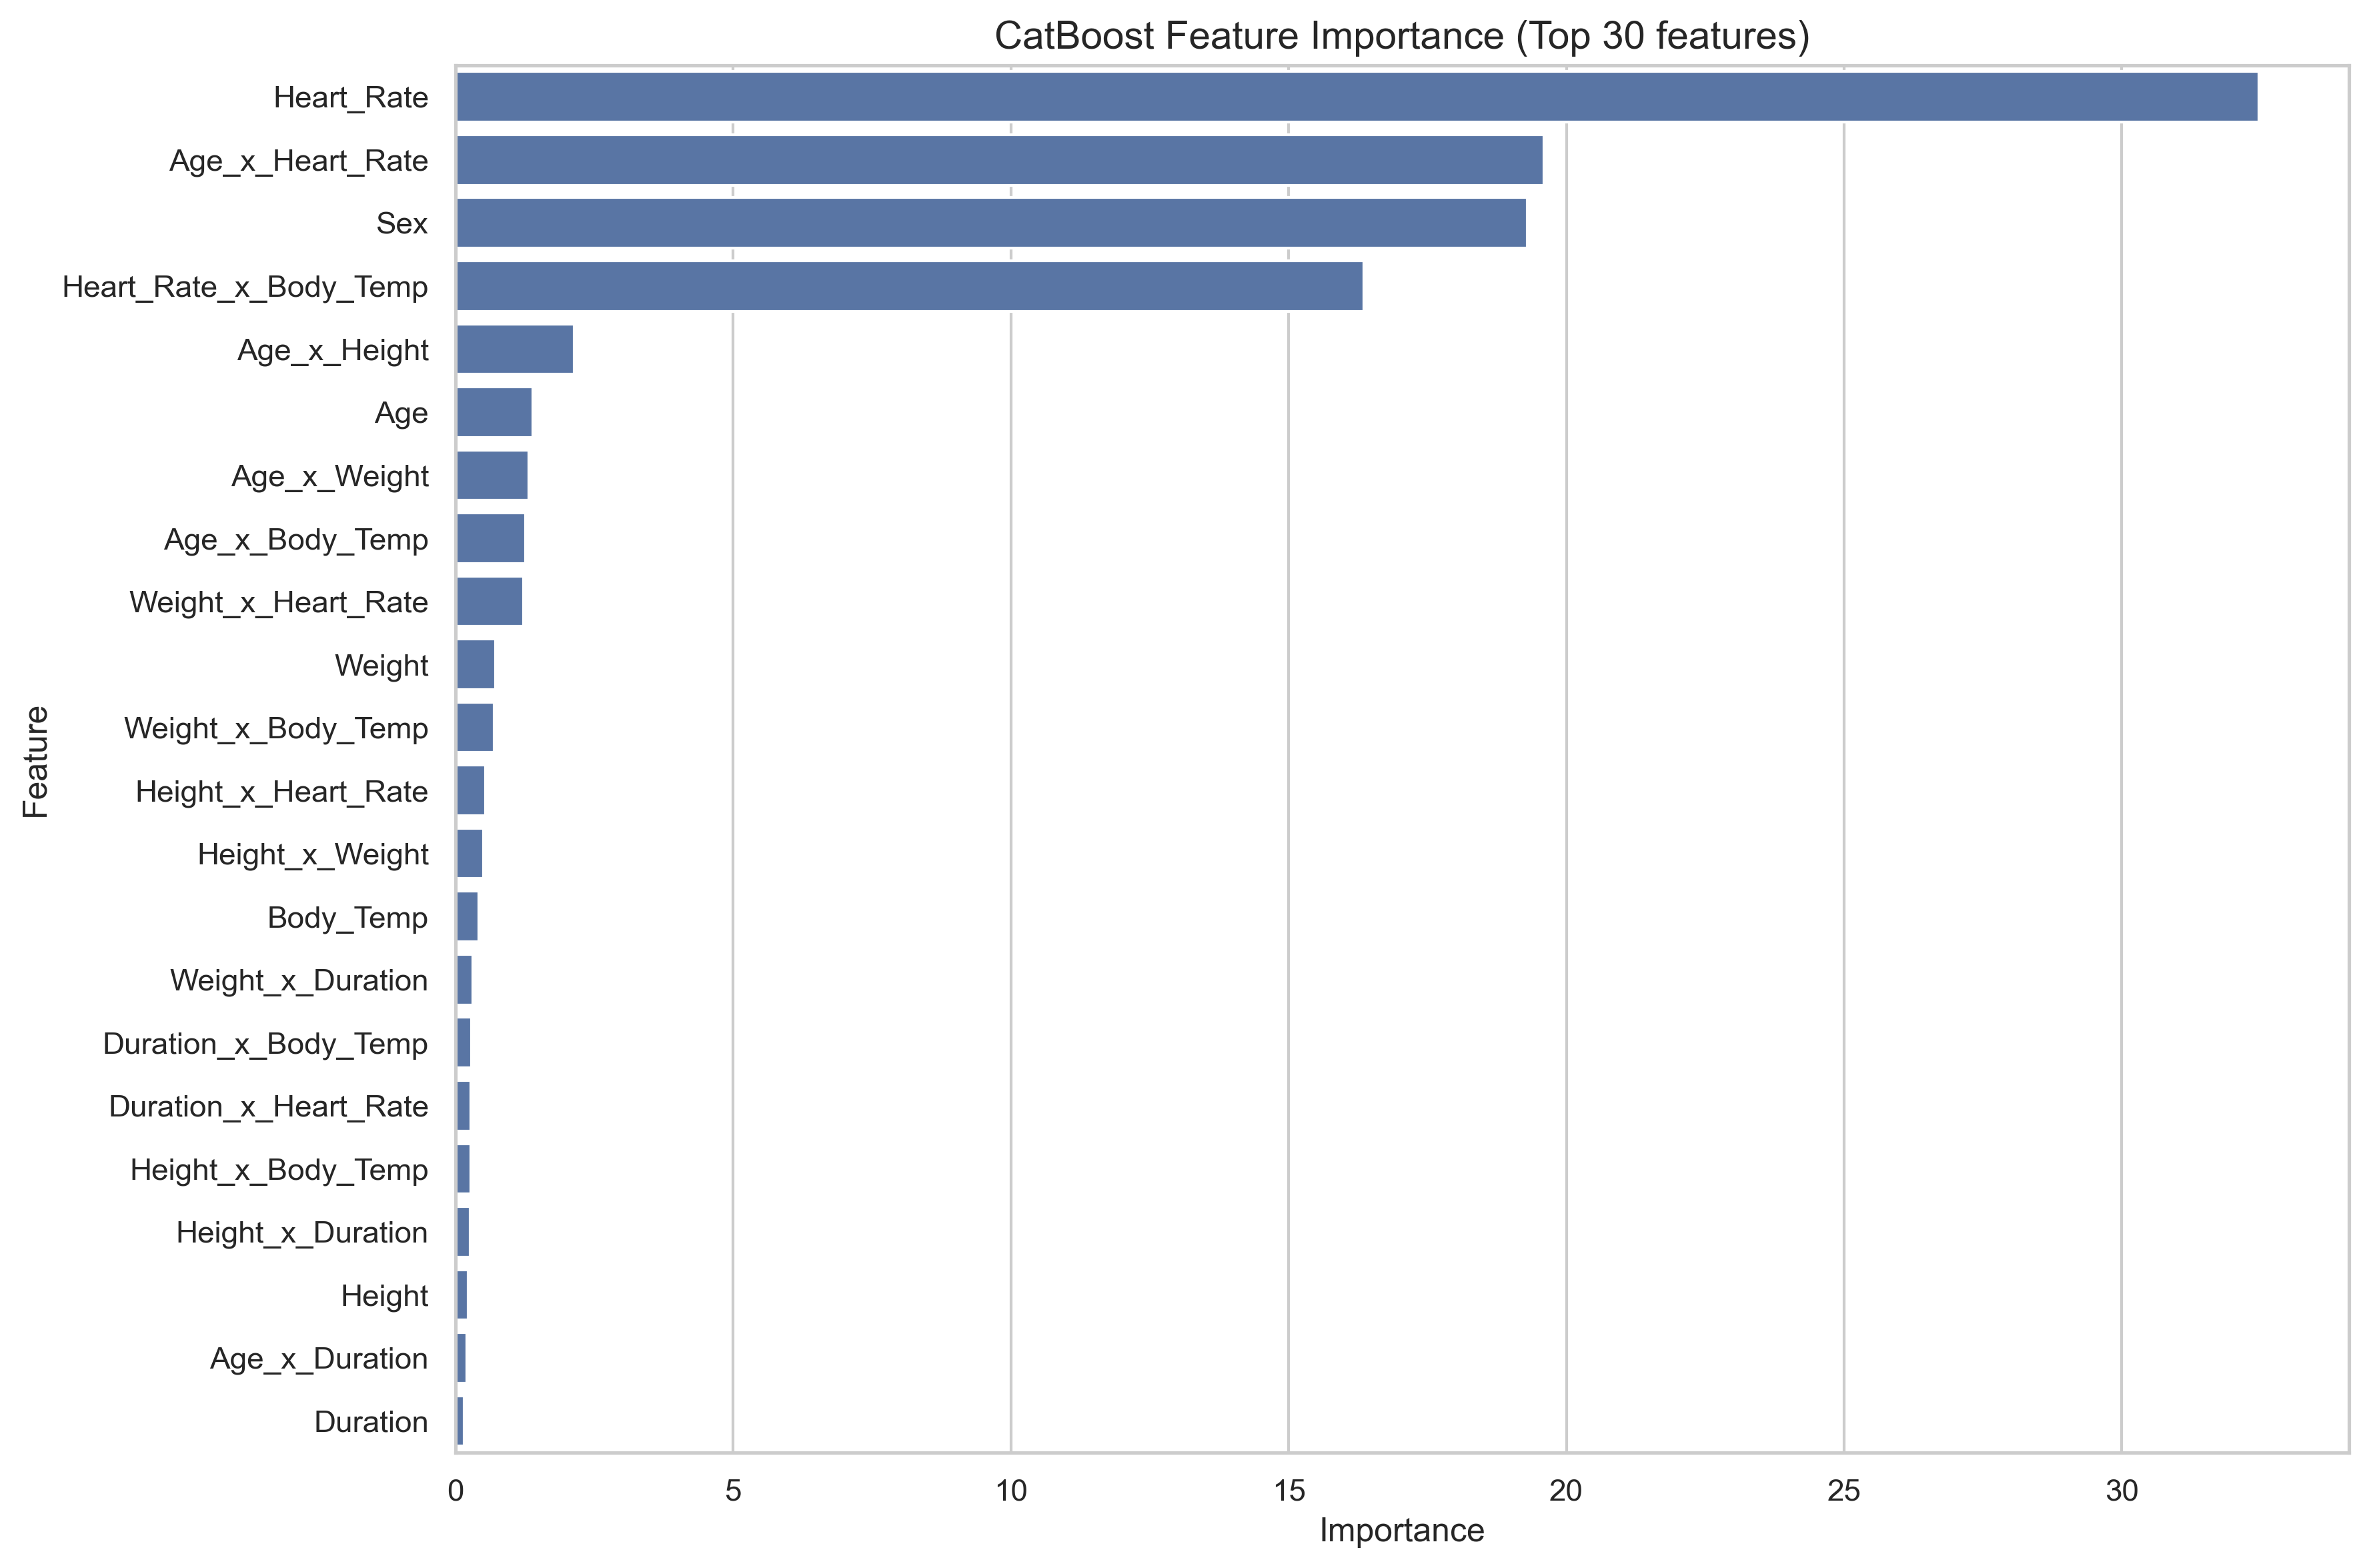 CatBoost Feature Importance (Top 30 features)
Heart_Rate
Age_x_Heart_Rate
Sex
Heart_Rate_x_Body_Temp
Age_x_Height
Age
Age_x_Weight
Age_x_Body_Temp
Weight_x_Heart_Rate
Weight
Weight_x_Body_Temp
Height_x_Heart_Rate
Height_x_Weight
Body_Temp
Weight_x_Duration
Duration_x_Body_Temp
Duration_x_Heart_Rate
Height_x_Body_Temp
Height_x_Duration
Height
Age_x_Duration
Duration
Feature
0 5 10 15 20 25 30
Importance